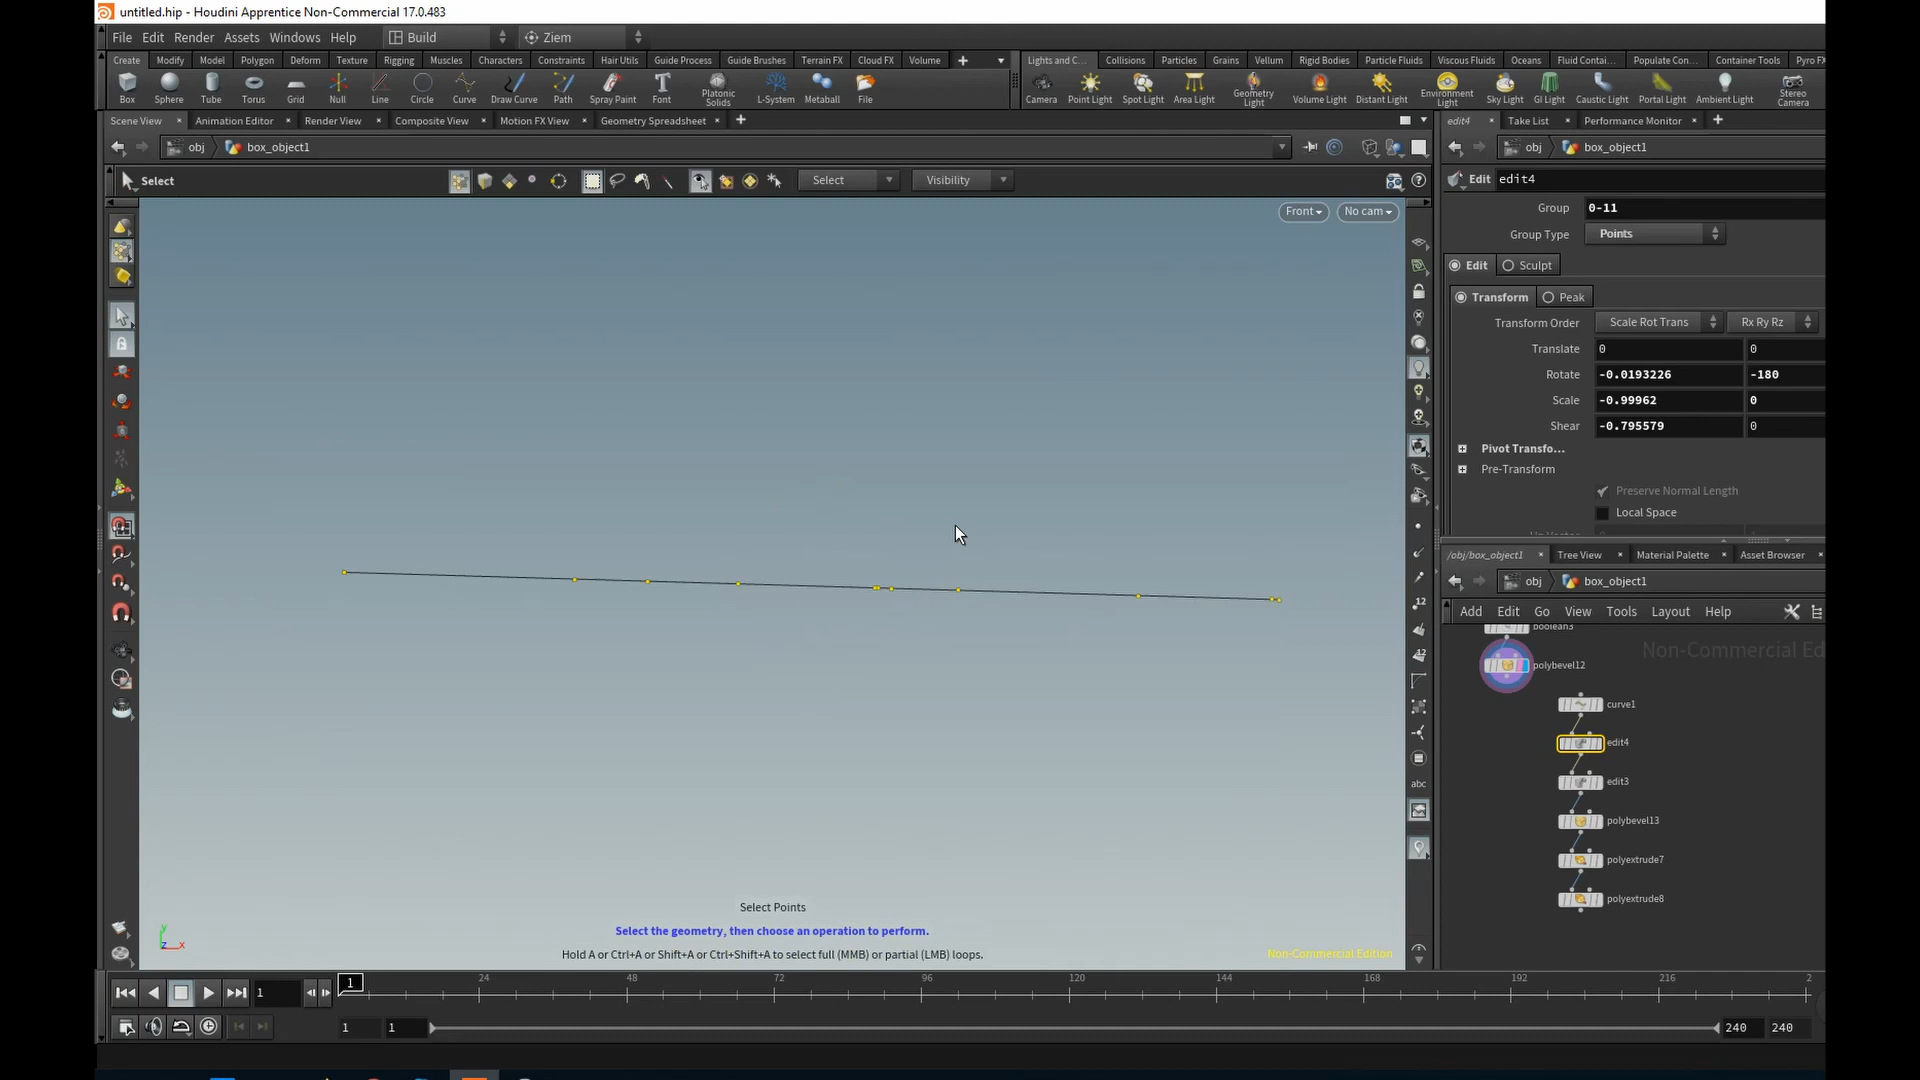 untitled.hip - Houdini Apprentice Non-Commercial 17.0.483
File Edit Render Assets Windows Help Build Ziem
Create Modify Model Polygon Deform Texture Rigging Muscles Characters Constraints Hair Utils Guide Process Guide Brushes Terrain FX Cloud FX Volume
Lights and C... Collisions Particles Grains Vellum Rigid Bodies Particle Fluids Viscous Fluids Oceans Fluid Contai... Populate Con... Container Tools Pyro FX
Box Sphere Tube Torus Grid Null Line Circle Curve Draw Curve Path Spray Paint Font Platonic Solids L-System Metaball File
Camera Point Light Spot Light Area Light Geometry Light Volume Light Distant Light Environment Light Sky Light GI Light Caustic Light Portal Light Ambient Light Stereo Camera
Scene View Animation Editor Render View Composite View Motion FX View Geometry Spreadsheet
edit4 Take List Performance Monitor
obj box_object1
obj box_object1
Select Select Visibility
Edit edit4
Front No cam
Group 0-11
Group Type Points
Edit Sculpt
Transform Peak
Transform Order Scale Rot Trans Rx Ry Rz
Translate 0 0
Rotate -0.0193226 -180
Scale -0.99962 0
Shear -0.795579 0
Pivot Transfo...
Pre-Transform
Preserve Normal Length
Local Space
/obj/box_object1 Tree View Material Palette Asset Browser
obj box_object1
Add Edit Go View Tools Layout Help
boolean3
Non-Commercial Edi
polybevel12
curve1
edit4
edit3
polybevel13
polyextrude7
polyextrude8
12
12
abc
y
z x
Select Points
Select the geometry, then choose an operation to perform.
Hold A or Ctrl+A or Shift+A or Ctrl+Shift+A to select full (MMB) or partial (LMB) loops.
Non-Commercial Edition
1 1 24 48 72 96 120 144 168 192 216 2
1 1 240 240